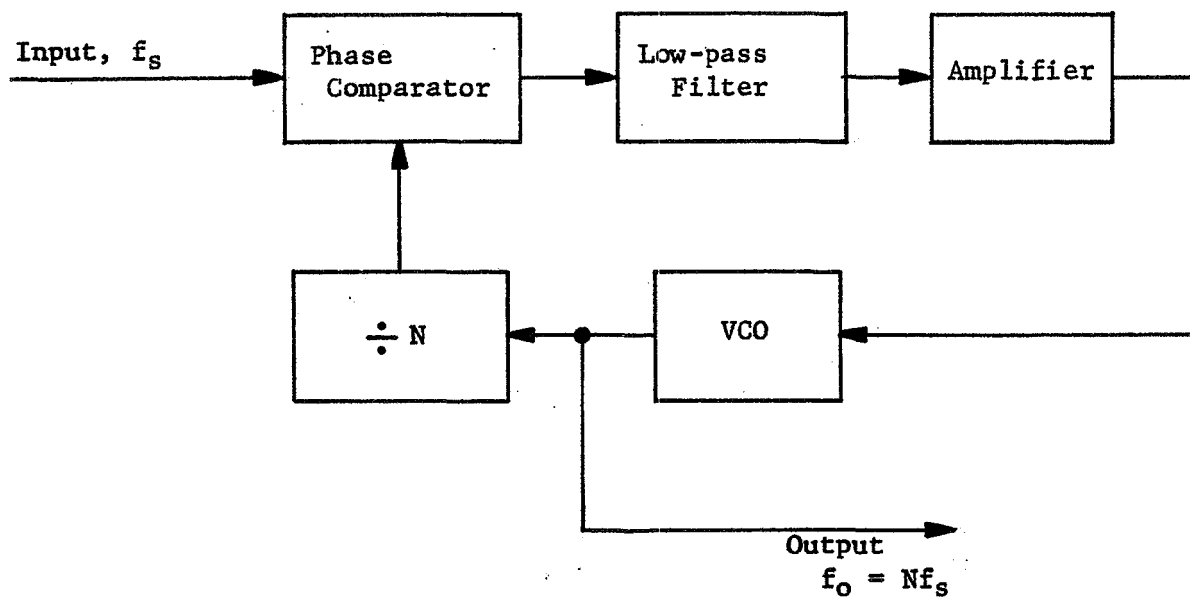 Input, fs
Phase
Comparator
Low-pass
Filter
Amplifier
÷ N
VCO
Output
fo = Nfs